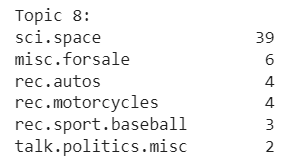 Topic 8:
sci.space 39
misc.forsale 6
rec.autos 4
rec.motorcycles 4
rec.sport.baseball 3
talk.politics.misc 2